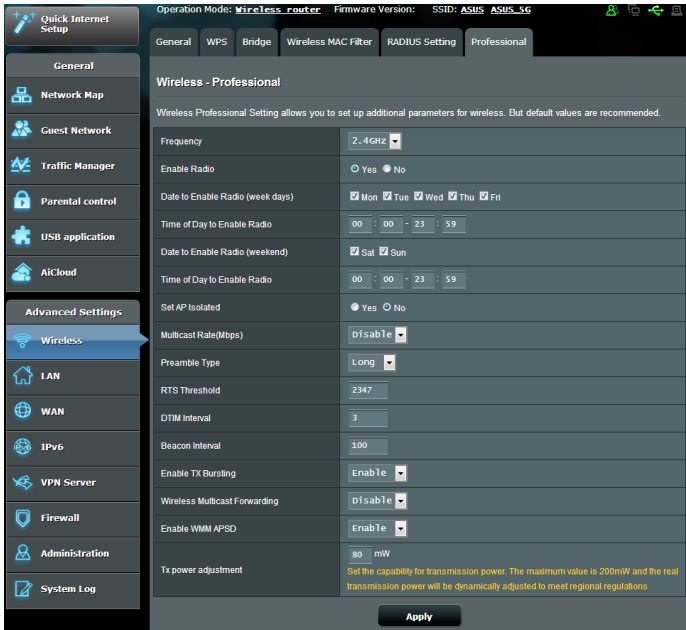 Quick Internet
Setup
General
Network Map
Guest Network
Traffic Manager
Parental control
USB application
AiCloud
Advanced Settings
Wireless
LAN
WAN
IPv6
VPN Server
Firewall
Administration
System Log
Operation Mode: Wireless router Firmware Version: SSID: ASUS ASUS_5G
General WPS Bridge Wireless MAC Filter RADIUS Setting Professional
Wireless - Professional
Wireless Professional Setting allows you to set up additional parameters for wireless. But default values are recommended.
Frequency 2.4GHz
Enable Radio Yes No
Date to Enable Radio (week days) Mon Tue Wed Thu Fri
Time of Day to Enable Radio 00 : 00 - 23 : 59
Date to Enable Radio (weekend) Sat Sun
Time of Day to Enable Radio 00 : 00 - 23 : 59
Set AP Isolated Yes No
Multicast Rate(Mbps) Disable
Preamble Type Long
RTS Threshold 2347
DTIM Interval 3
Beacon Interval 100
Enable TX Bursting Enable
Wireless Multicast Forwarding Disable
Enable WMM APSD Enable
Tx power adjustment 80 mW
Set the capability for transmission power. The maximum value is 200mW and the real
transmission power will be dynamically adjusted to meet regional regulations
Apply